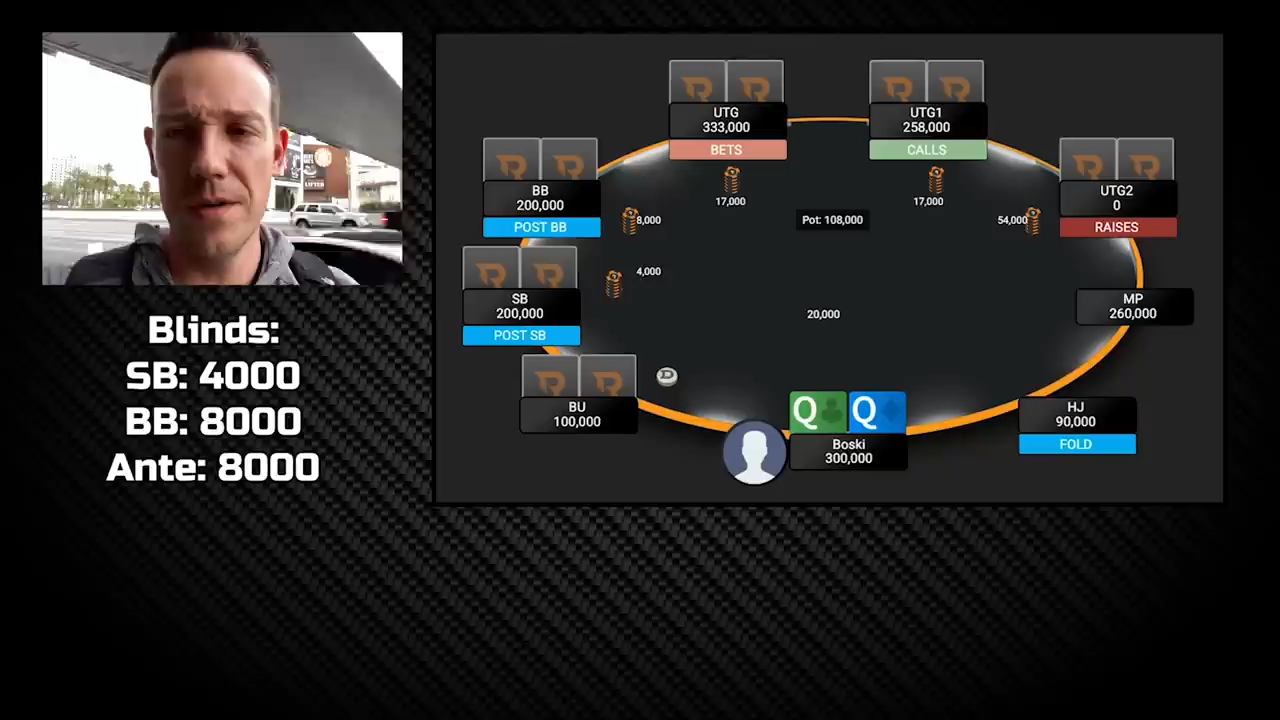 UTG
333,000
BETS
17,000
UTG1
258,000
CALLS
17,000
BB
200,000
POST BB
8,000
UTG2
0
RAISES
54,000
Pot: 108,000
SB
200,000
POST SB
4,000
MP
260,000
20,000
BU
100,000
D
Q
Q
Boski
300,000
HJ
90,000
FOLD
Blinds:
SB: 4000
BB: 8000
Ante: 8000